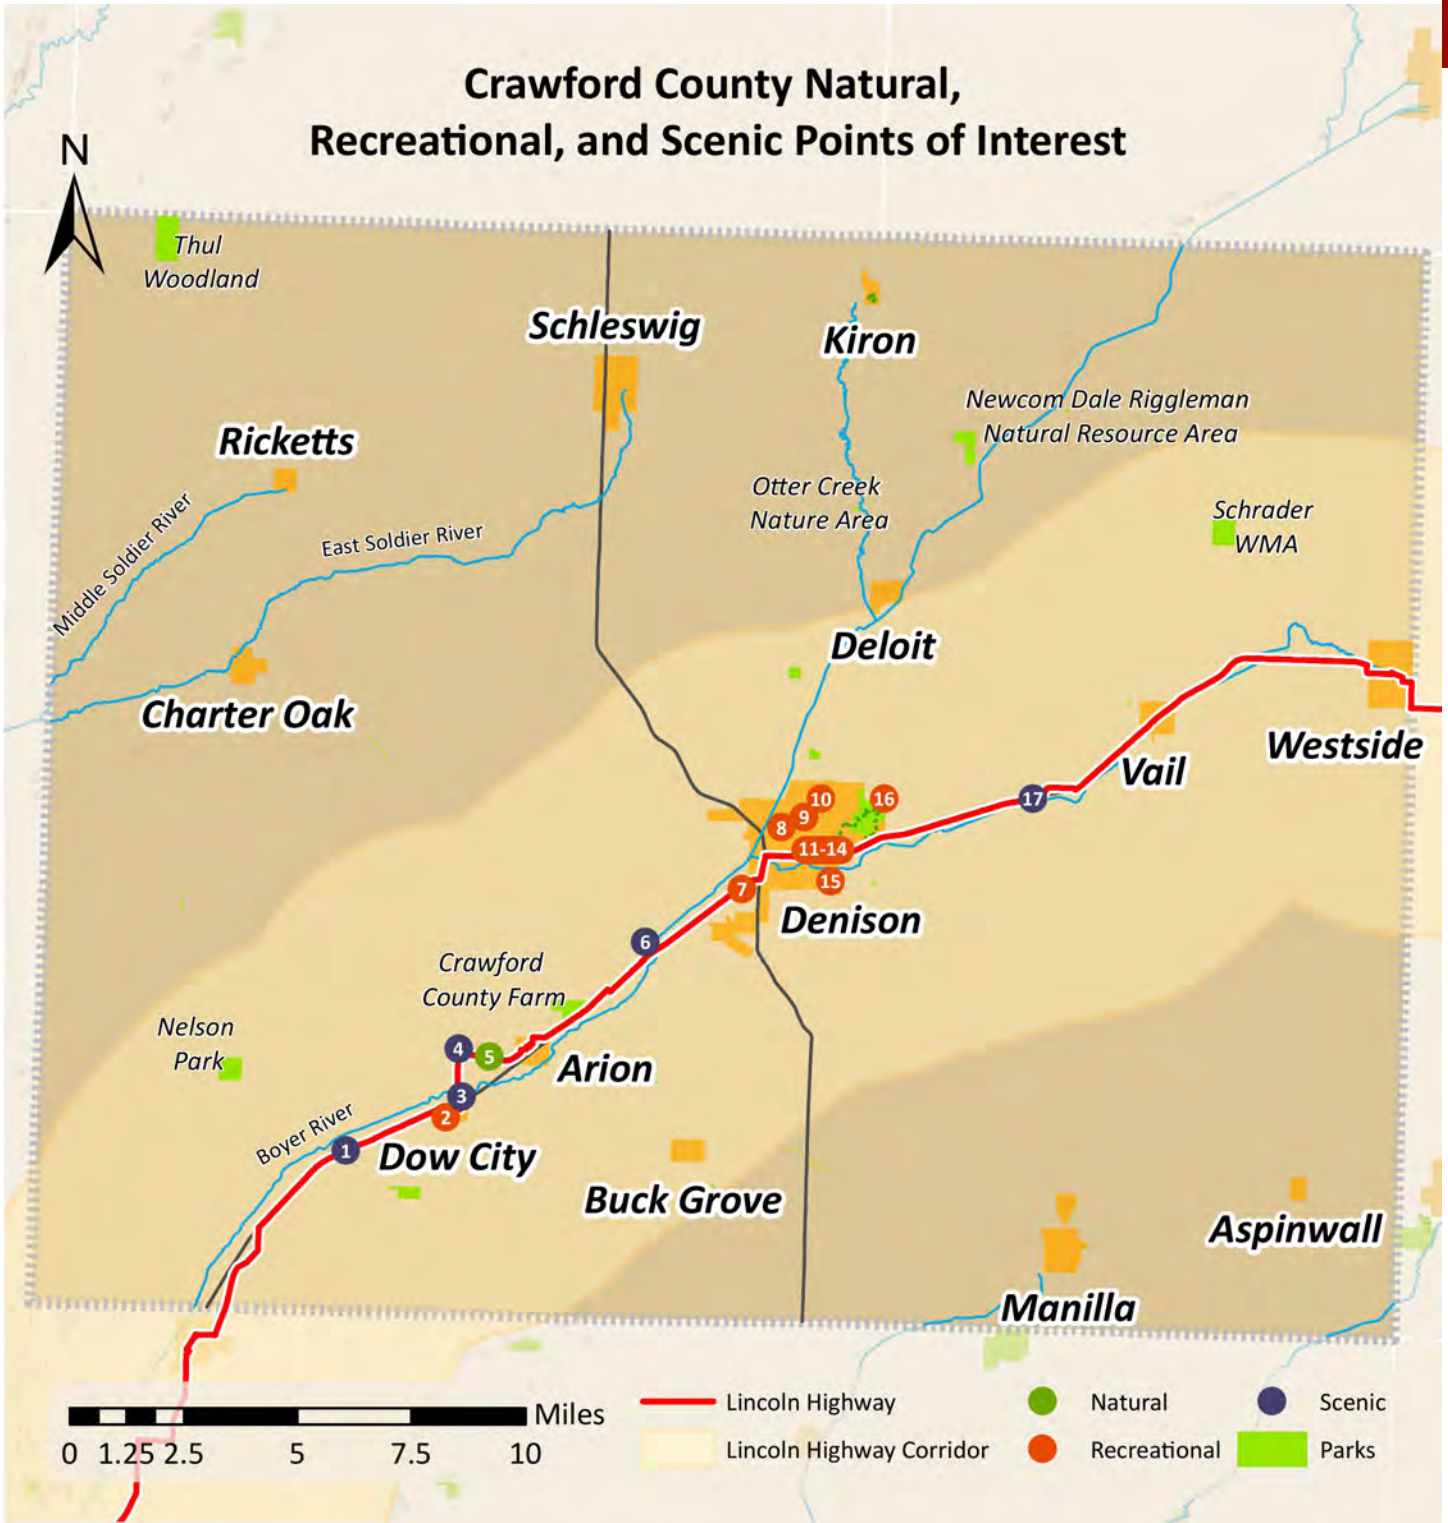 Crawford County Natural,
Recreational, and Scenic Points of Interest
N
Thul
Woodland
Schleswig
Kiron
Newcom Dale Riggleman
Natural Resource Area
Ricketts
Otter Creek
Nature Area
Schrader
WMA
Middle Soldier River
East Soldier River
Deloit
Charter Oak
Westside
Vail
10
16
17
9
8
11-14
15
7
Denison
6
Crawford
County Farm
Nelson
Park
4
5
Arion
3
2
Boyer River
1
Dow City
Buck Grove
Aspinwall
Manilla
Miles
0 1.25 2.5 5 7.5 10
Lincoln Highway
Natural
Scenic
Lincoln Highway Corridor
Recreational
Parks